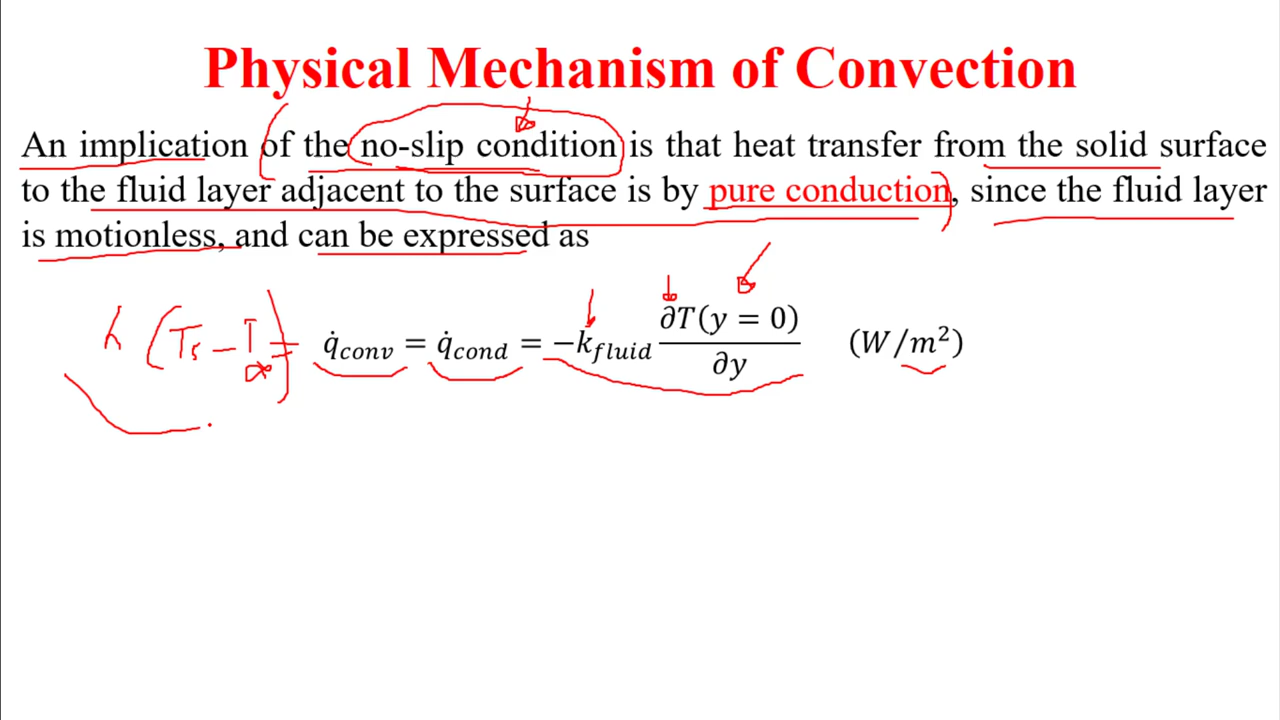 Physical Mechanism of Convection
An implication of the no-slip condition is that heat transfer from the solid surface
to the fluid layer adjacent to the surface is by pure conduction, since the fluid layer
is motionless, and can be expressed as
h (Ts − T∞) = q̇conv = q̇cond = −kfluid ∂T(y = 0)/∂y (W/m²)